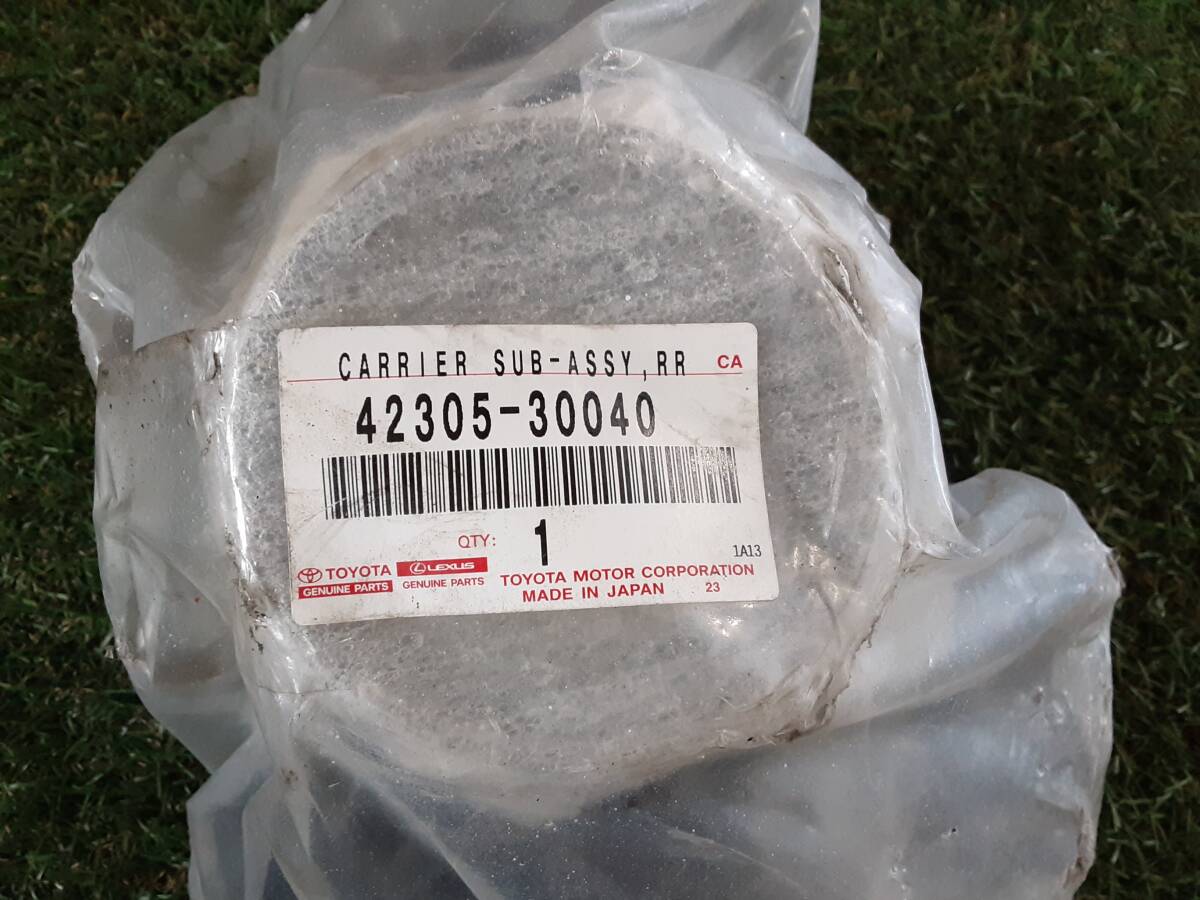 CARRIER SUB-ASSY,RR CA
42305-30040
QTY: 1
1A13
TOYOTA LEXUS
GENUINE PARTS GENUINE PARTS
TOYOTA MOTOR CORPORATION
MADE IN JAPAN 23